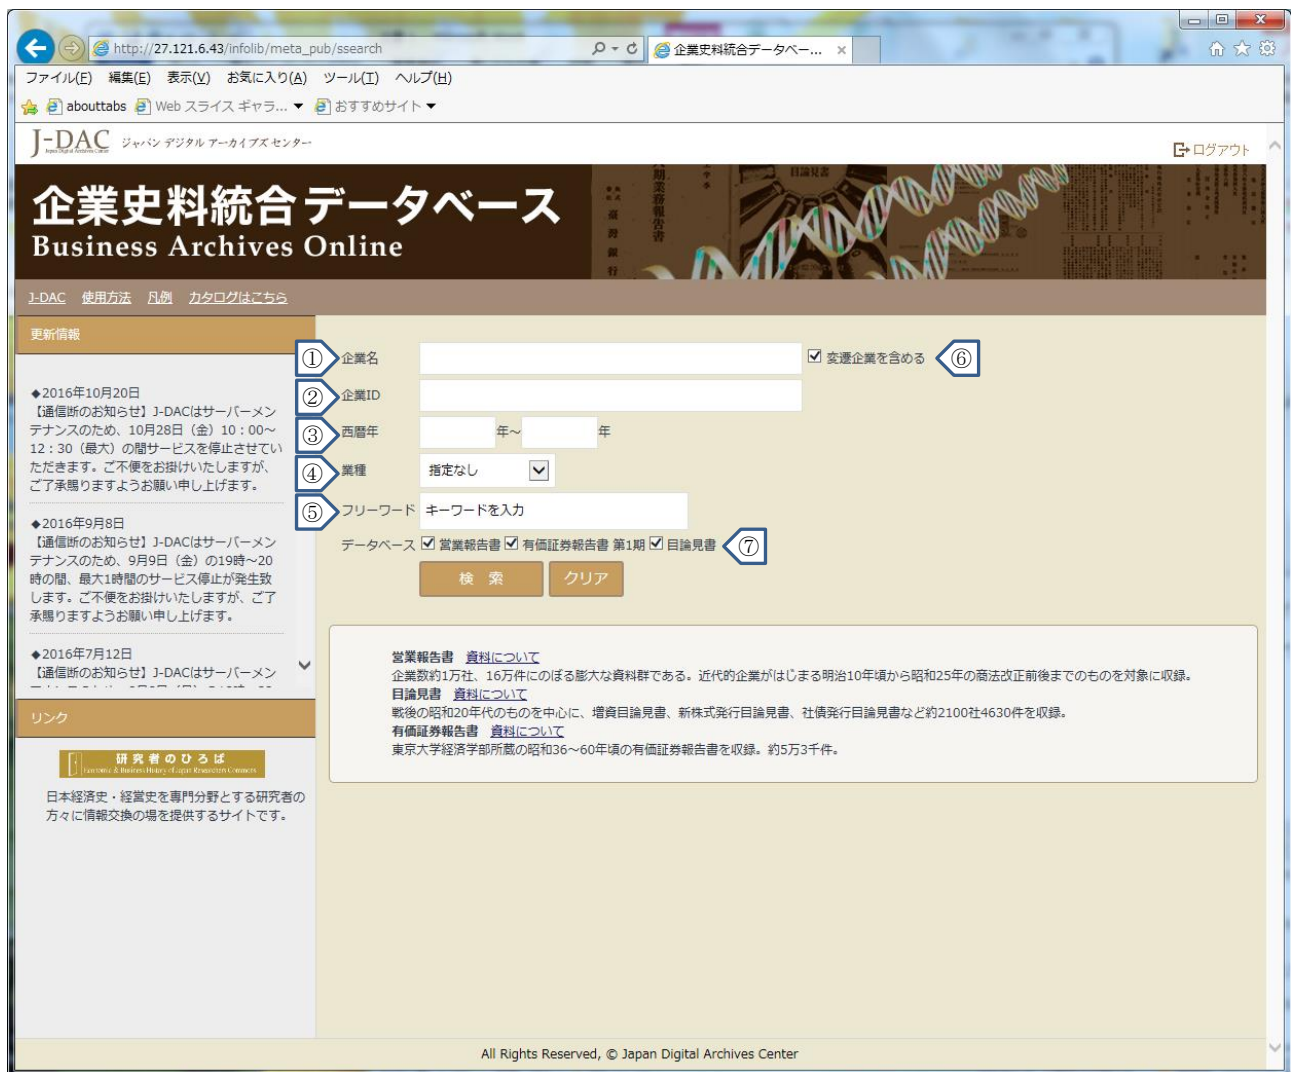 http://27.121.6.43/infolib/meta_pub/ssearch
企業史料統合データベー...
ファイル(F) 編集(E) 表示(V) お気に入り(A) ツール(T) ヘルプ(H)
abouttabs Web スライス ギャラ... おすすめサイト
J-DAC ジャパン デジタル アーカイブズ センター
ログアウト
企業史料統合データベース
Business Archives Online
J-DAC 使用方法 凡例 カタログはこちら
更新情報
◆2016年10月20日
【通信断のお知らせ】J-DACはサーバーメン
テナンスのため、10月28日（金）10：00～
12：30（最大）の間サービスを停止させてい
ただきます。ご不便をお掛けいたしますが、
ご了承賜りますようお願い申し上げます。
◆2016年9月8日
【通信断のお知らせ】J-DACはサーバーメン
テナンスのため、9月9日（金）の19時～20
時の間、最大1時間のサービス停止が発生致
します。ご不便をお掛けいたしますが、ご了
承賜りますようお願い申し上げます。
◆2016年7月12日
【通信断のお知らせ】J-DACはサーバーメン
リンク
研究者のひろば
日本経済史・経営史を専門分野とする研究者の
方々に情報交換の場を提供するサイトです。
① 企業名 変遷企業を含める ⑥
② 企業ID
③ 西暦年 年～ 年
④ 業種 指定なし
⑤ フリーワード キーワードを入力
データベース 営業報告書 有価証券報告書 第1期 目論見書 ⑦
検 索 クリア
営業報告書 資料について
企業数約1万社、16万件にのぼる膨大な資料群である。近代的企業がはじまる明治10年頃から昭和25年の商法改正前後までのものを対象に収録。
目論見書 資料について
戦後の昭和20年代のものを中心に、増資目論見書、新株式発行目論見書、社債発行目論見書など約2100社4630件を収録。
有価証券報告書 資料について
東京大学経済学部所蔵の昭和36～60年頃の有価証券報告書を収録。約5万3千件。
All Rights Reserved, © Japan Digital Archives Center